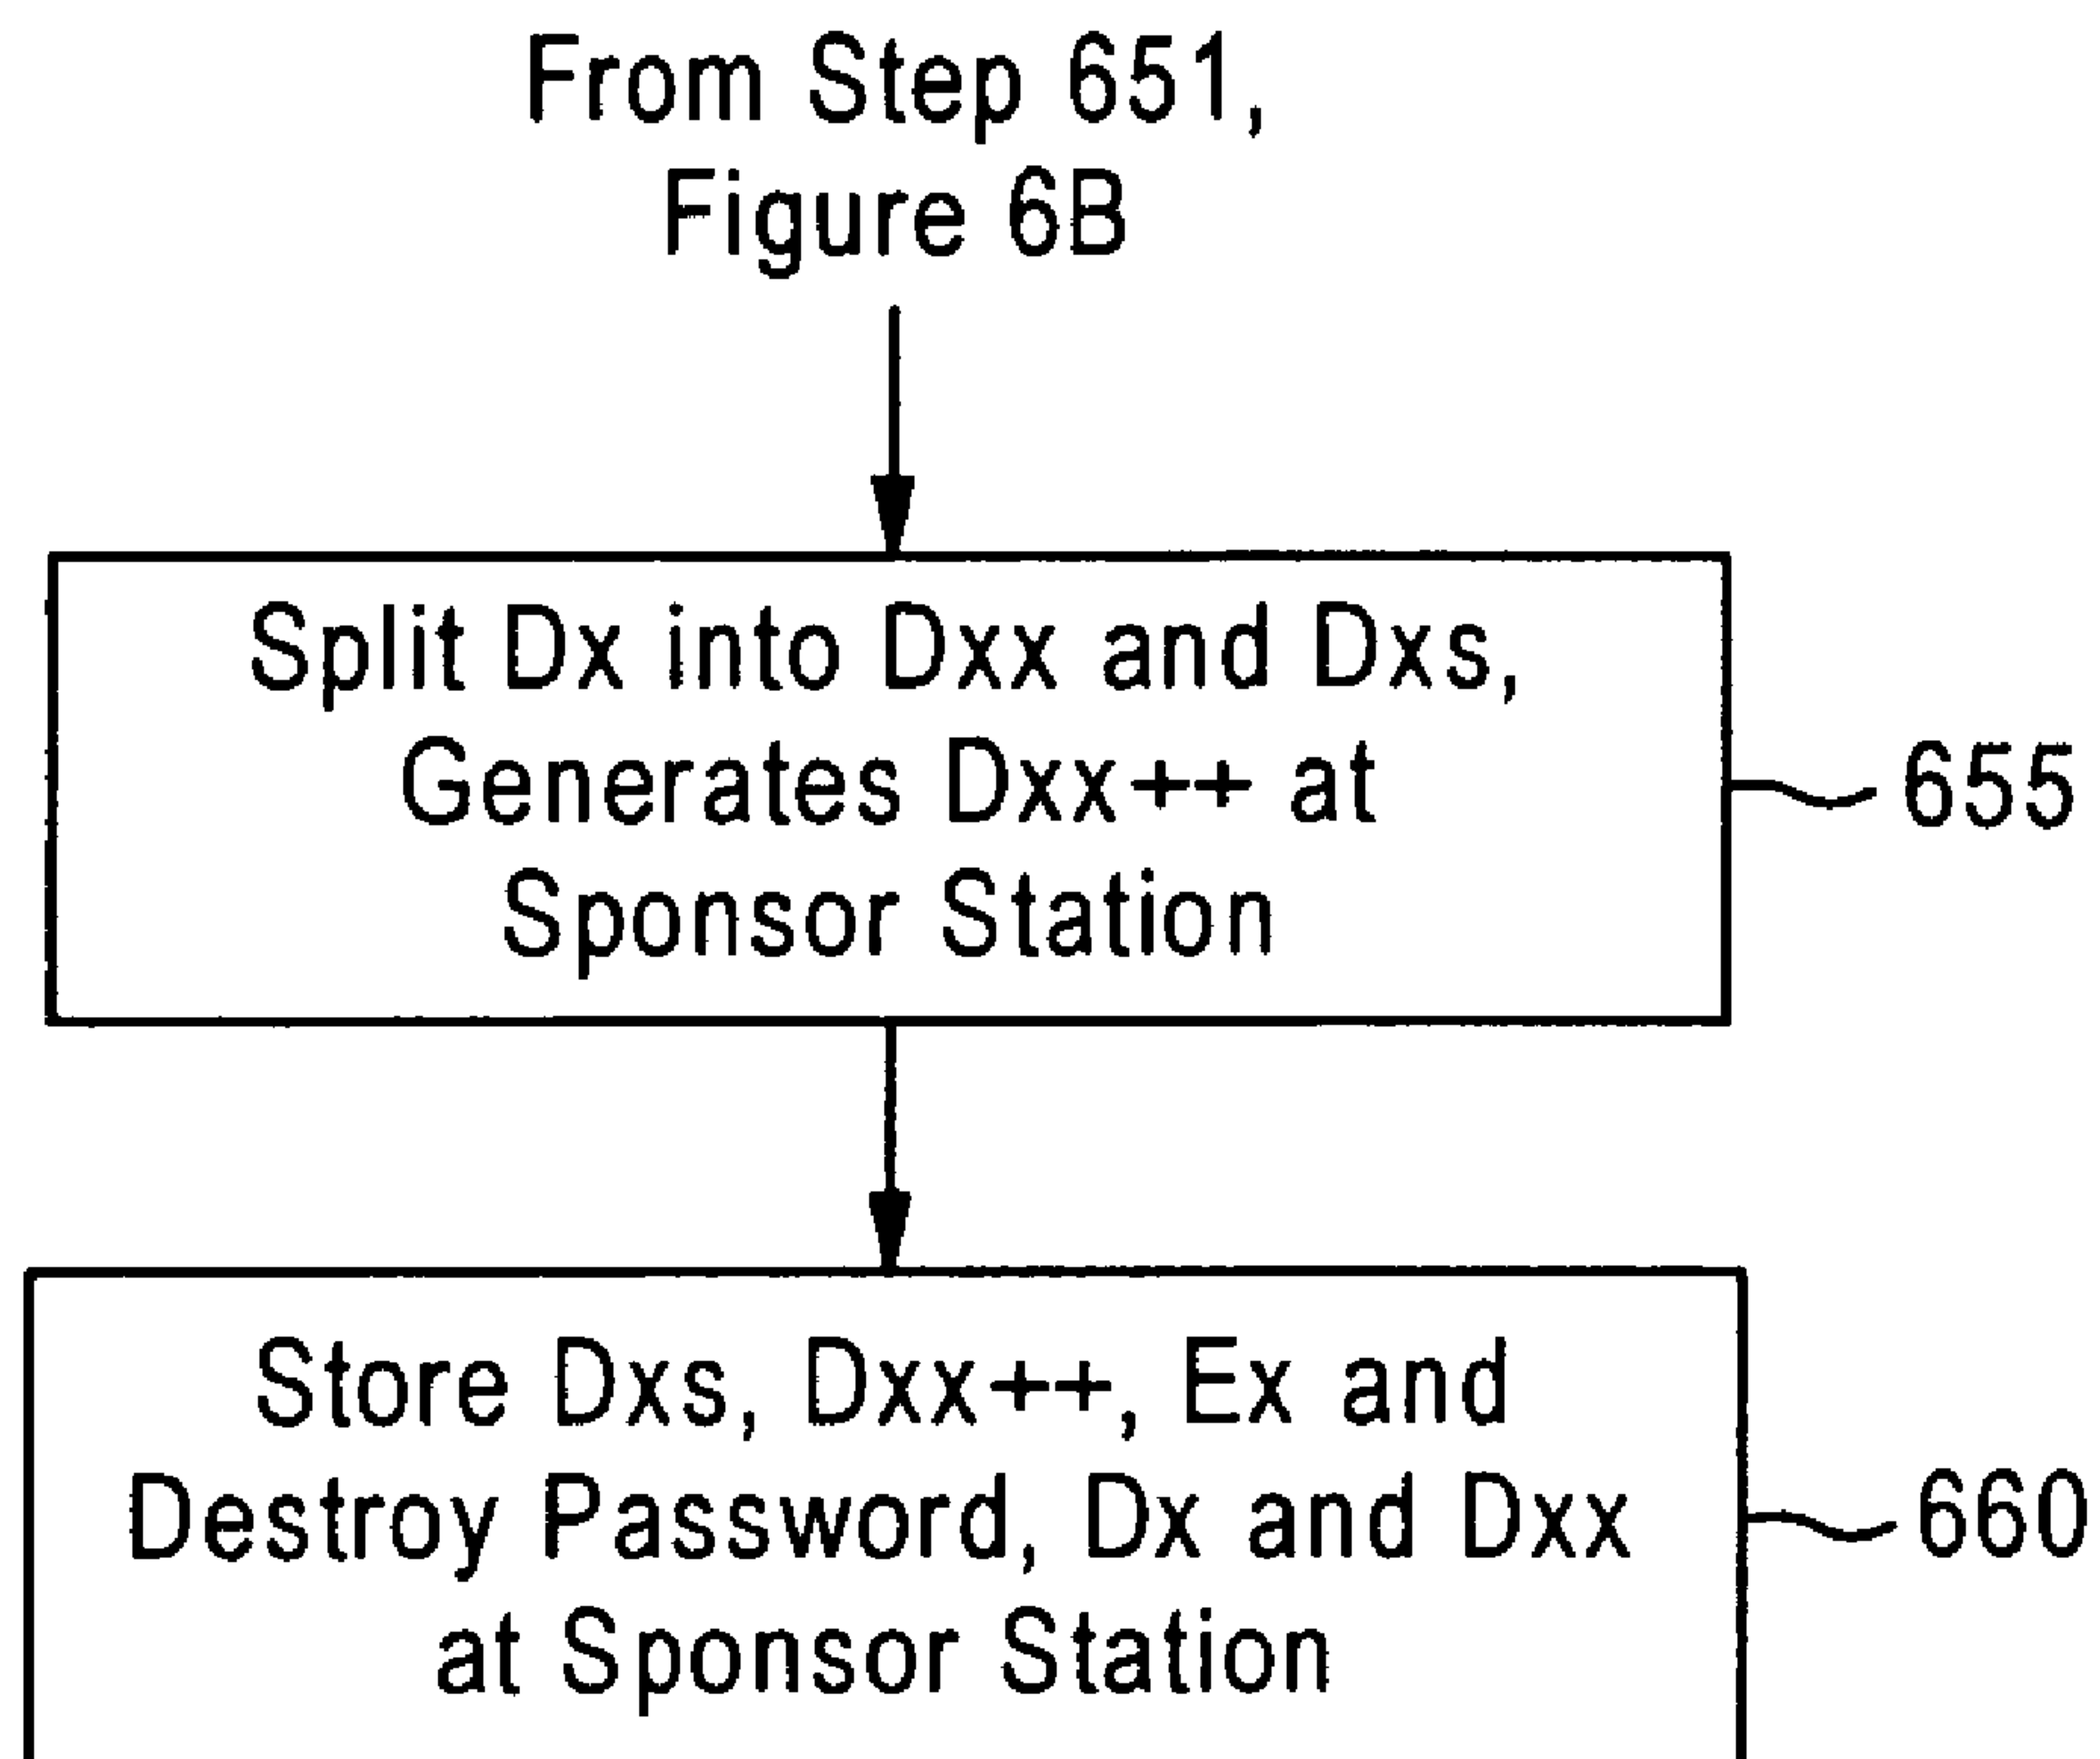 From Step 651,
Figure 6B
Split Dx into Dxx and Dxs,
Generates Dxx++ at
Sponsor Station
655
Store Dxs, Dxx++, Ex and
Destroy Password, Dx and Dxx
at Sponsor Station
660